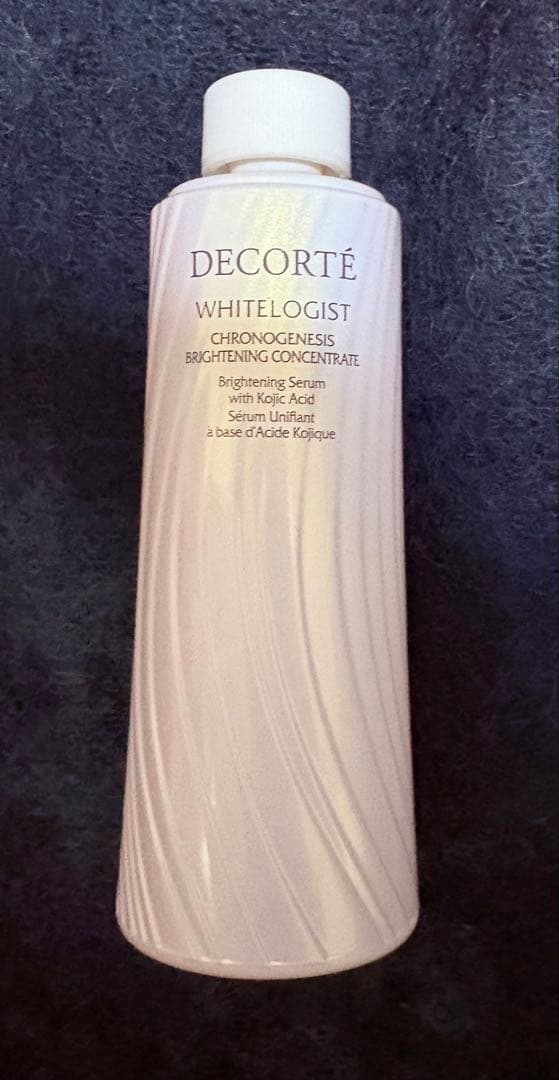 DECORTÉ
WHITELOGIST
CHRONOGENESIS
BRIGHTENING CONCENTRATE
Brightening Serum
with Kojic Acid
Sérum Unifiant
à base d'Acide Kojique